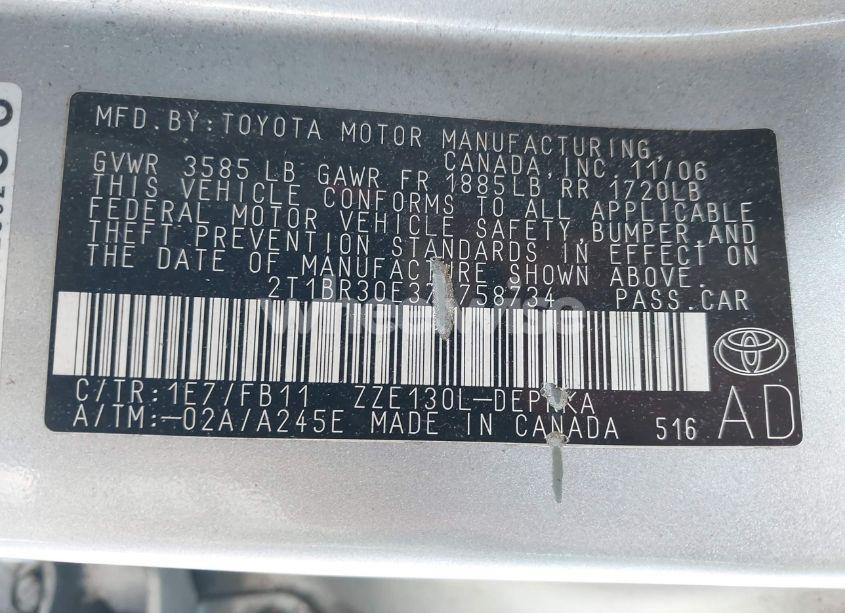 MFD.BY:TOYOTA MOTOR MANUFACTURING,
CANADA,INC. 11/06
GVWR 3585 LB GAWR FR 1885LB RR 1720LB
THIS VEHICLE CONFORMS TO ALL APPLICABLE
FEDERAL MOTOR VEHICLE SAFETY,BUMPER AND
THEFT PREVENTION STANDARDS IN EFFECT ON
THE DATE OF MANUFACTURE SHOWN ABOVE.
PASS.CAR
C/TR:1E7/FB11
A/TM:-02A/A245E MADE IN CANADA 516 AD